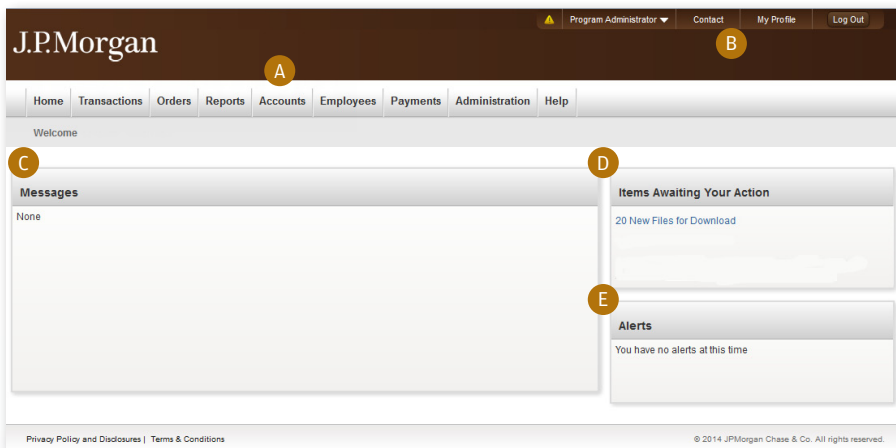 Program Administrator Contact My Profile Log Out
J.P.Morgan
B
A
Home Transactions Orders Reports Accounts Employees Payments Administration Help
Welcome
C
Messages
None
D
Items Awaiting Your Action
20 New Files for Download
E
Alerts
You have no alerts at this time
Privacy Policy and Disclosures | Terms & Conditions
© 2014 JPMorgan Chase & Co. All rights reserved.